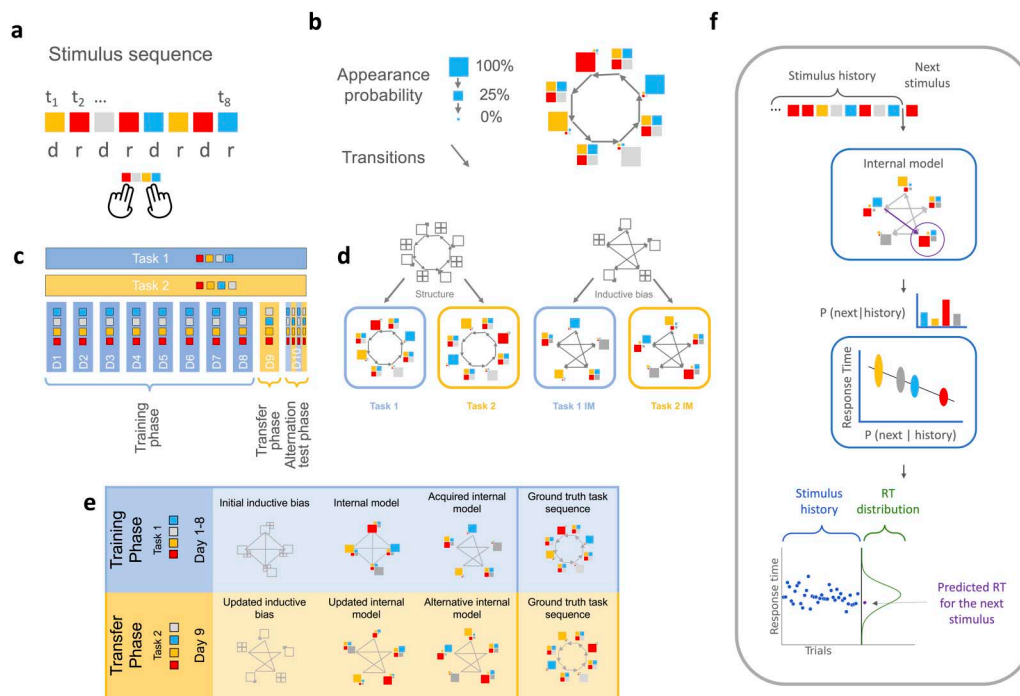 a
Stimulus sequence
t1 t2 ... t8
d r d r d r d r
b
Appearance
probability
100%
25%
0%
Transitions
c
Task 1
Task 2
D1 D2 D3 D4 D5 D6 D7 D8 D9 D10
Training
phase
Transfer
phase
Alternation
test phase
d
Structure
Inductive bias
Task 1
Task 2
Task 1 IM
Task 2 IM
e
Training
Phase
Task 1
Day 1-8
Initial inductive bias
Internal model
Acquired internal
model
Ground truth task
sequence
Transfer
Phase
Task 2
Day 9
Updated inductive
bias
Updated internal
model
Alternative internal
model
Ground truth task
sequence
f
Stimulus history
Next
stimulus
...
Internal model
P (next|history)
Response Time
P (next | history)
Stimulus
history
RT
distribution
Response time
Trials
Predicted RT
for the next
stimulus